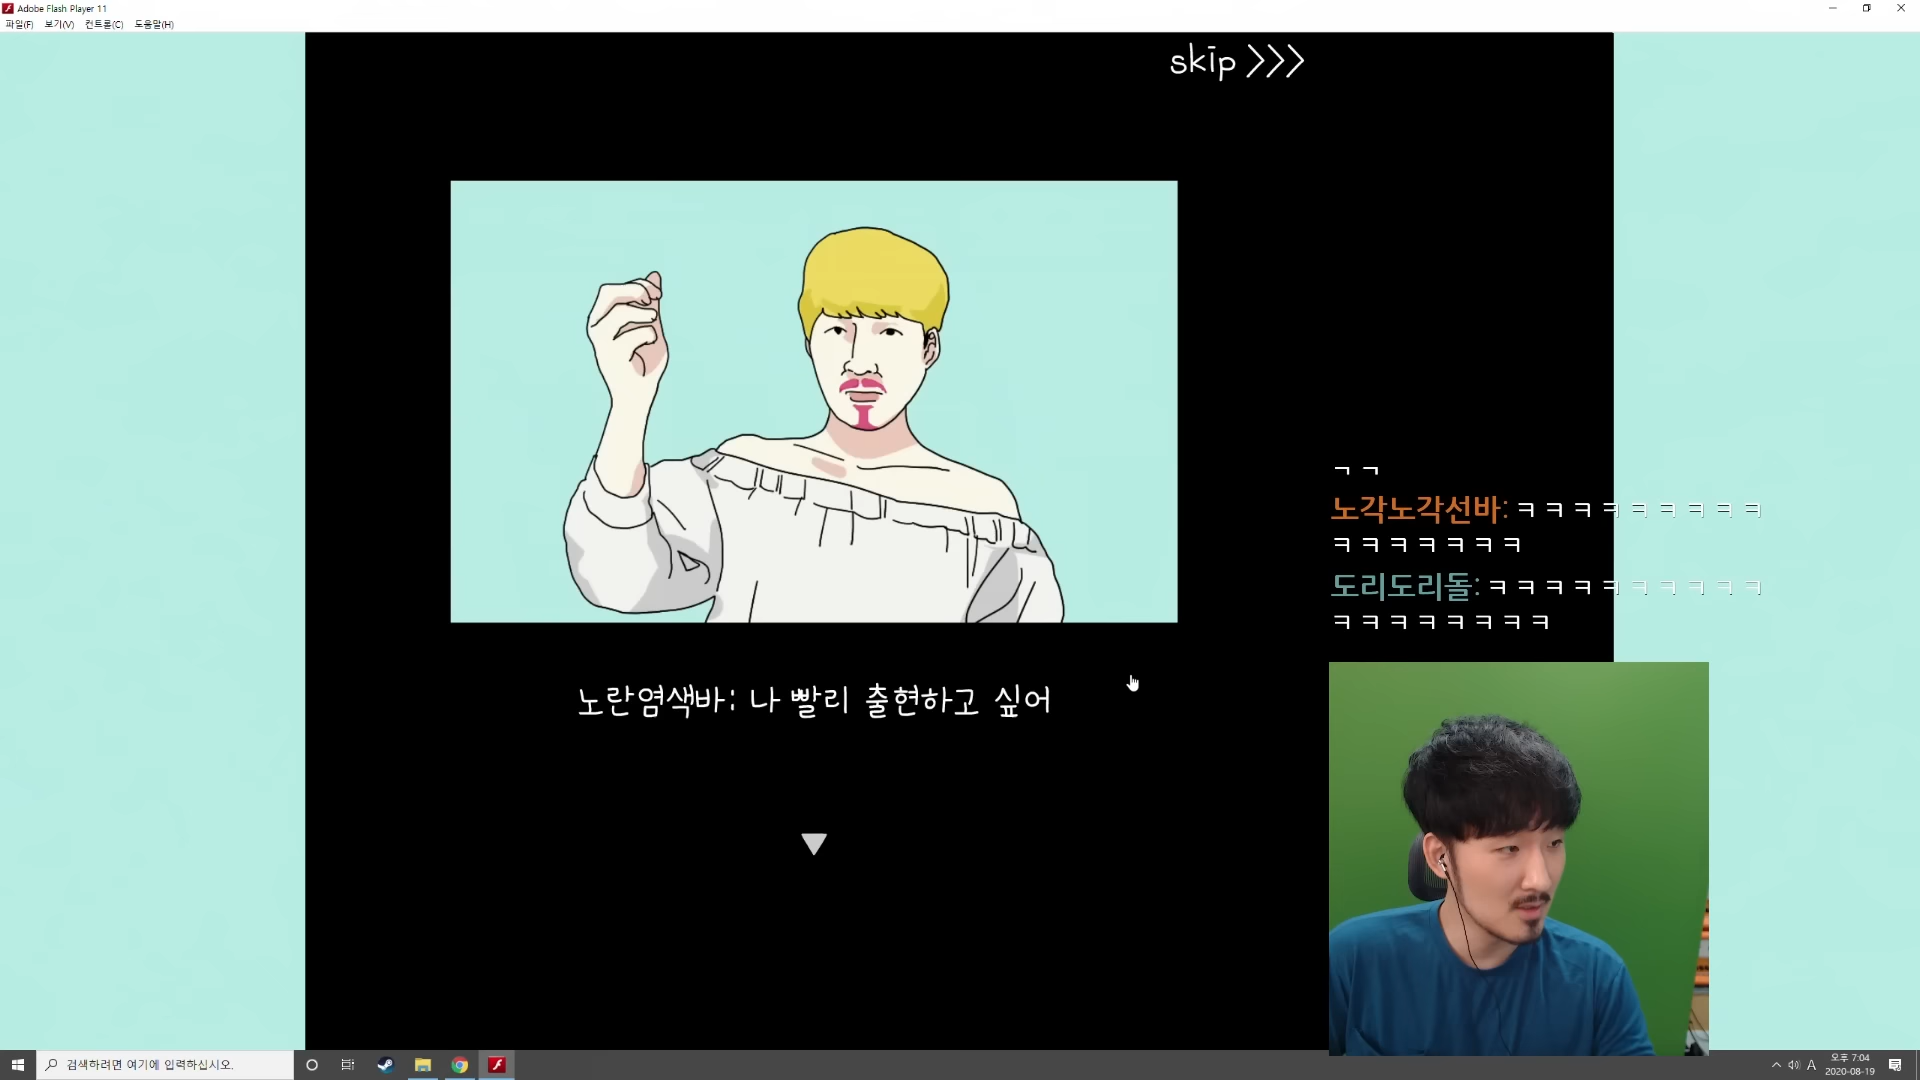 Adobe Flash Player 11
파일(F) 보기(V) 컨트롤(C) 도움말(H)
skip >>>
ㄱㄱ
노각노각선바: ㅋㅋㅋㅋㅋㅋㅋㅋㅋ
ㅋㅋㅋㅋㅋㅋㅋ
도리도리돌: ㅋㅋㅋㅋㅋㅋㅋㅋㅋㅋ
ㅋㅋㅋㅋㅋㅋㅋㅋ
노란염색바: 나 빨리 출현하고 싶어
검색하려면 여기에 입력하십시오.
A
오후 7:04
2020-08-19